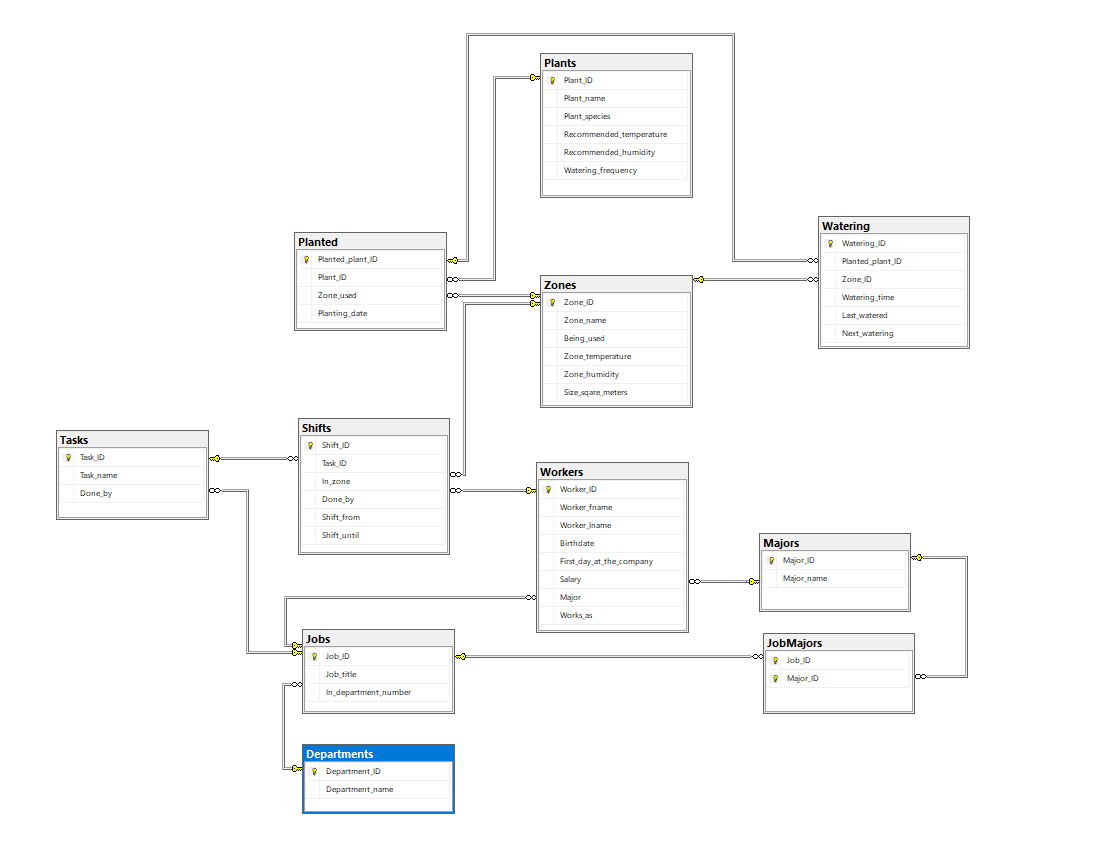 Plants
Plant_ID
Plant_name
Plant_species
Recommended_temperature
Recommended_humidity
Watering_frequency
Planted
Planted_plant_ID
Plant_ID
Zone_used
Planting_date
Watering
Watering_ID
Planted_plant_ID
Zone_ID
Watering_time
Last_watered
Next_watering
Zones
Zone_ID
Zone_name
Being_used
Zone_temperature
Zone_humidity
Size_sqare_meters
Tasks
Task_ID
Task_name
Done_by
Shifts
Shift_ID
Task_ID
In_zone
Done_by
Shift_from
Shift_until
Workers
Worker_ID
Worker_fname
Worker_lname
Birthdate
First_day_at_the_company
Salary
Major
Works_as
Majors
Major_ID
Major_name
Jobs
Job_ID
Job_title
In_department_number
JobMajors
Job_ID
Major_ID
Departments
Department_ID
Department_name